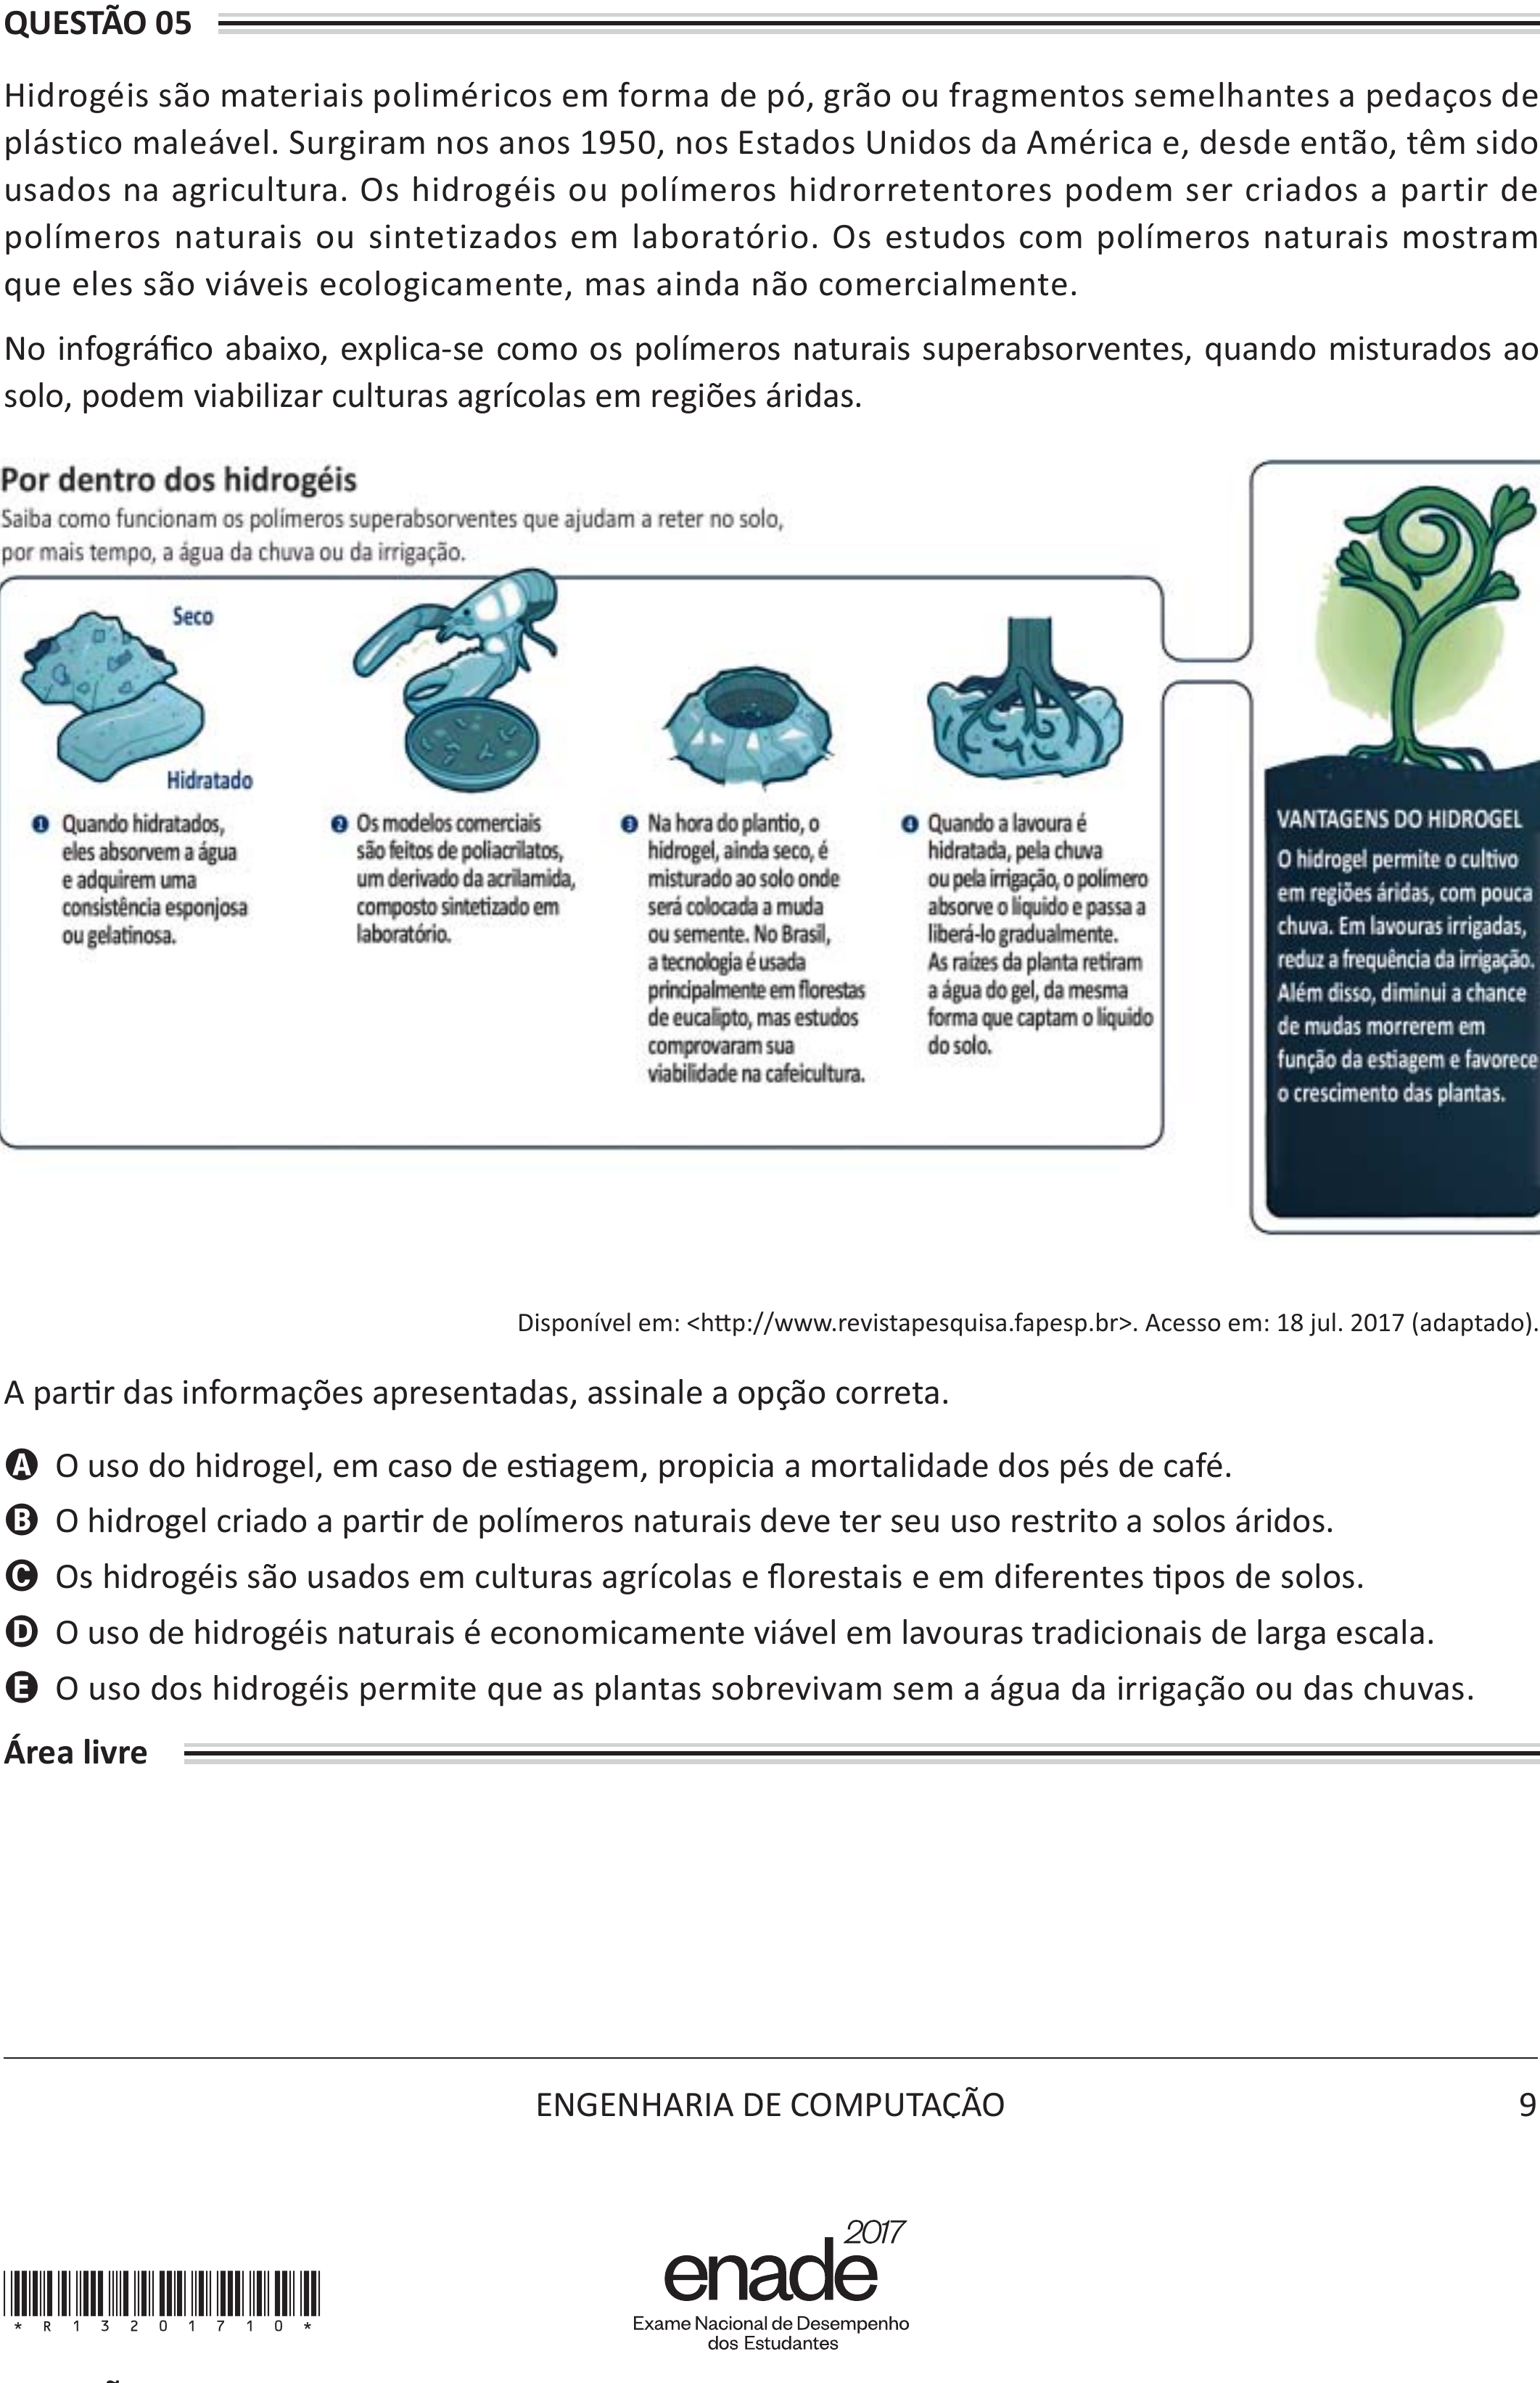 QUESTÃO 05
Hidrogéis são materiais poliméricos em forma de pó, grão ou fragmentos semelhantes a pedaços de
plástico maleável. Surgiram nos anos 1950, nos Estados Unidos da América e, desde então, têm sido
usados na agricultura. Os hidrogéis ou polímeros hidrorretentores podem ser criados a partir de
polímeros naturais ou sintetizados em laboratório. Os estudos com polímeros naturais mostram
que eles são viáveis ecologicamente, mas ainda não comercialmente.
No infográfico abaixo, explica-se como os polímeros naturais superabsorventes, quando misturados ao
solo, podem viabilizar culturas agrícolas em regiões áridas.
Por dentro dos hidrogéis
Saiba como funcionam os polímeros superabsorventes que ajudam a reter no solo,
por mais tempo, a água da chuva ou da irrigação.
Seco
Hidratado
1 Quando hidratados,
eles absorvem a água
e adquirem uma
consistência esponjosa
ou gelatinosa.
2 Os modelos comerciais
são feitos de poliacrilatos,
um derivado da acrilamida,
composto sintetizado em
laboratório.
3 Na hora do plantio, o
hidrogel, ainda seco, é
misturado ao solo onde
será colocada a muda
ou semente. No Brasil,
a tecnologia é usada
principalmente em florestas
de eucalipto, mas estudos
comprovaram sua
viabilidade na cafeicultura.
4 Quando a lavoura é
hidratada, pela chuva
ou pela irrigação, o polímero
absorve o líquido e passa a
liberá-lo gradualmente.
As raízes da planta retiram
a água do gel, da mesma
forma que captam o líquido
do solo.
VANTAGENS DO HIDROGEL
O hidrogel permite o cultivo
em regiões áridas, com pouca
chuva. Em lavouras irrigadas,
reduz a frequência da irrigação.
Além disso, diminui a chance
de mudas morrerem em
função da estiagem e favorece
o crescimento das plantas.
Disponível em: <http://www.revistapesquisa.fapesp.br>. Acesso em: 18 jul. 2017 (adaptado).
A partir das informações apresentadas, assinale a opção correta.
A O uso do hidrogel, em caso de estiagem, propicia a mortalidade dos pés de café.
B O hidrogel criado a partir de polímeros naturais deve ter seu uso restrito a solos áridos.
C Os hidrogéis são usados em culturas agrícolas e florestais e em diferentes tipos de solos.
D O uso de hidrogéis naturais é economicamente viável em lavouras tradicionais de larga escala.
E O uso dos hidrogéis permite que as plantas sobrevivam sem a água da irrigação ou das chuvas.
Área livre
ENGENHARIA DE COMPUTAÇÃO
9
* R 1 3 2 0 1 7 1 0 *
2017
enade
Exame Nacional de Desempenho
dos Estudantes